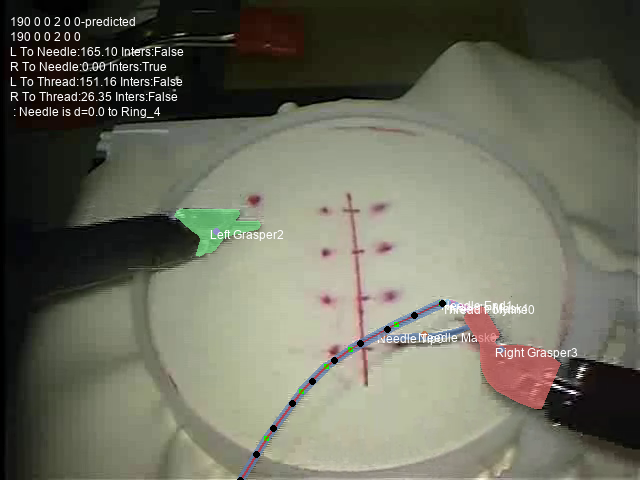 190 0 0 2 0 0-predicted
190 0 0 2 0 0
L To Needle:165.10 Inters:False
R To Needle:0.00 Inters:True
L To Thread:151.16 Inters:False
R To Thread:26.35 Inters:False
: Needle is d=0.0 to Ring_4
Left Grasper2
Right Grasper3